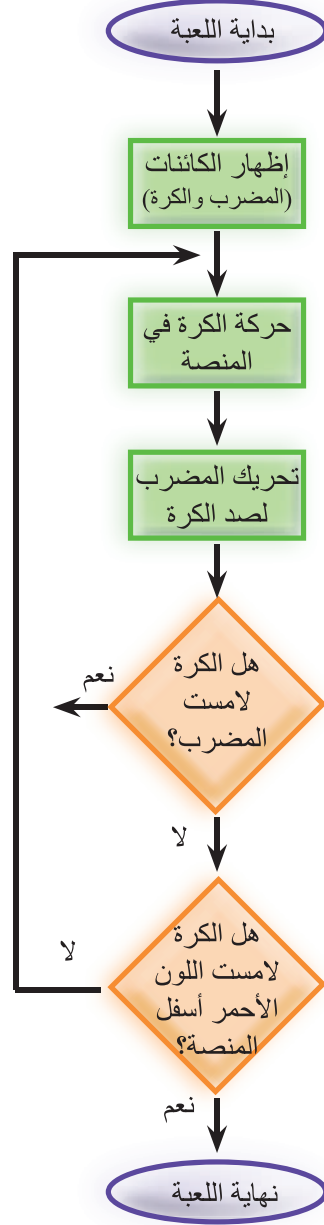 بداية اللعبة
إظهار الكائنات
(المضرب والكرة)
حركة الكرة في
المنصة
تحريك المضرب
لصد الكرة
هل الكرة
لامست
المضرب؟
نعم
لا
هل الكرة
لامست اللون
الأحمر أسفل
المنصة؟
لا
نعم
نهاية اللعبة